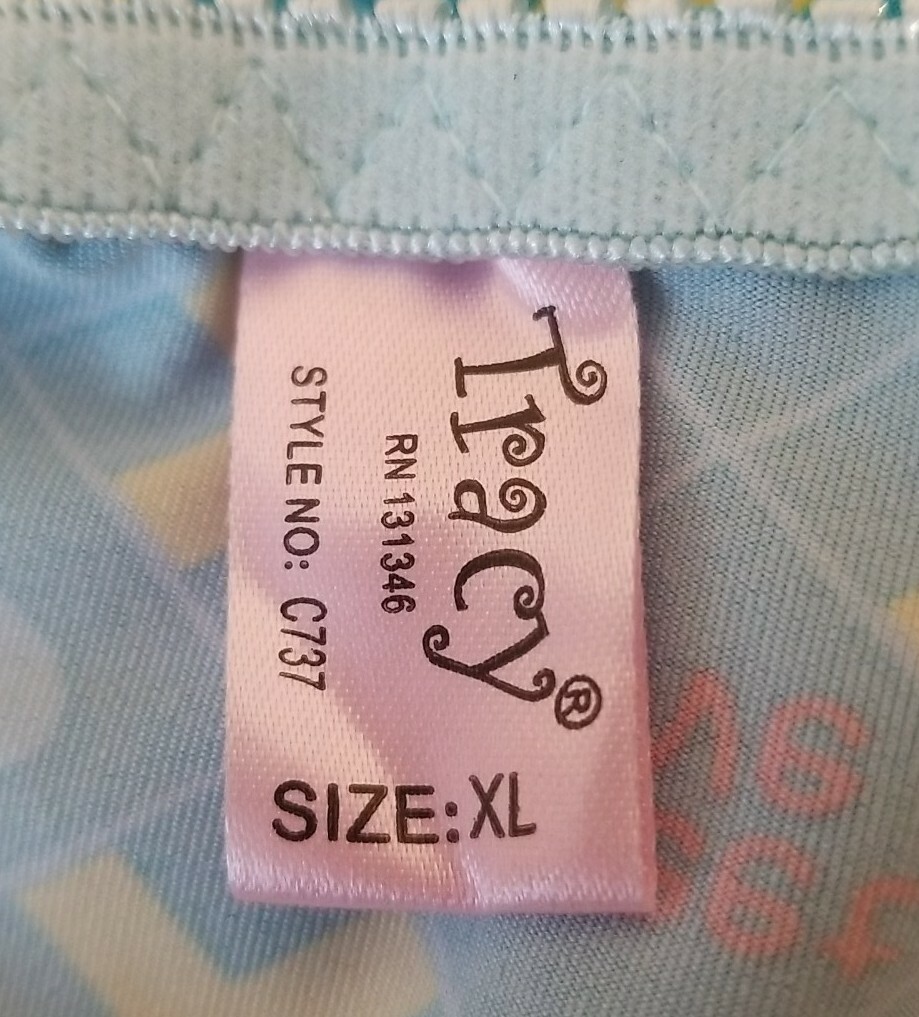 Tracy®
RN 131346
STYLE NO: C737
SIZE: XL